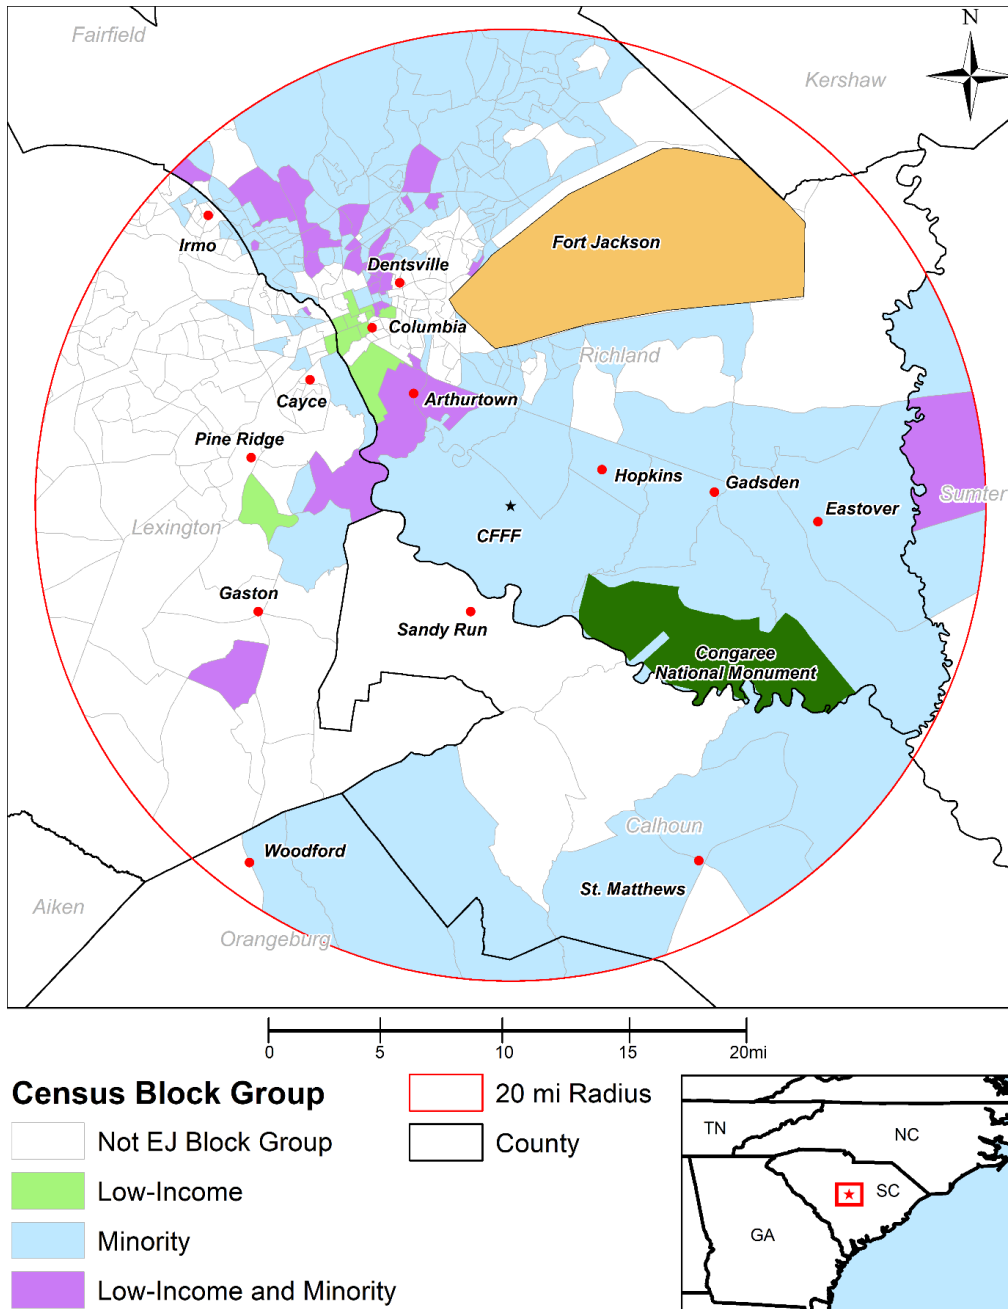 Fairfield
N
Kershaw
Fort Jackson
Irmo
Dentsville
Columbia
Richland
Cayce
Arthurtown
Pine Ridge
Hopkins
Gadsden
Sumter
Eastover
Lexington
CFFF
Gaston
Sandy Run
Congaree
National Monument
Calhoun
Woodford
St. Matthews
Aiken
Orangeburg
0 5 10 15 20mi
Census Block Group
Not EJ Block Group
Low-Income
Minority
Low-Income and Minority
20 mi Radius
County
TN
NC
SC
GA